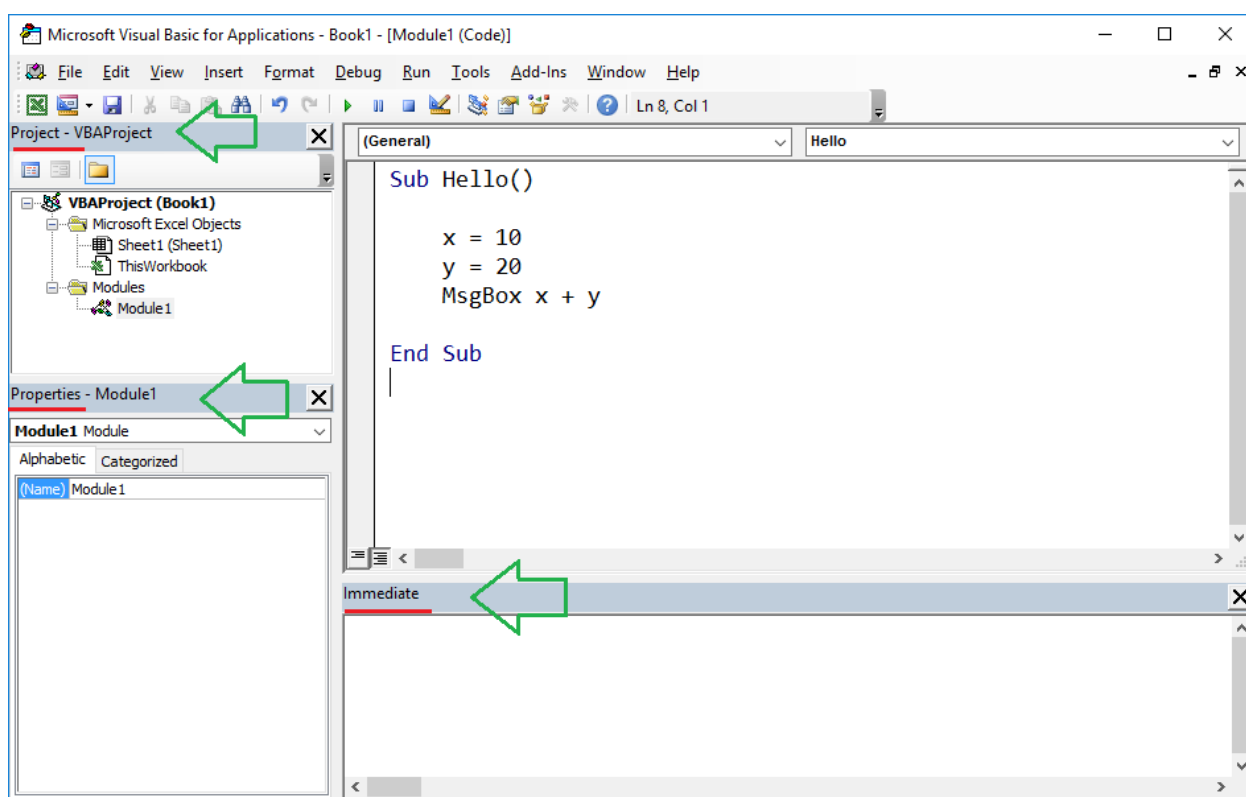 Microsoft Visual Basic for Applications - Book1 - [Module1 (Code)]
File Edit View Insert Format Debug Run Tools Add-Ins Window Help
Ln 8, Col 1
Project - VBAProject
VBAProject (Book1)
Microsoft Excel Objects
Sheet1 (Sheet1)
ThisWorkbook
Modules
Module1
Properties - Module1
Module1 Module
Alphabetic Categorized
(Name) Module1
(General) Hello
Sub Hello()
x = 10
y = 20
MsgBox x + y
End Sub
Immediate